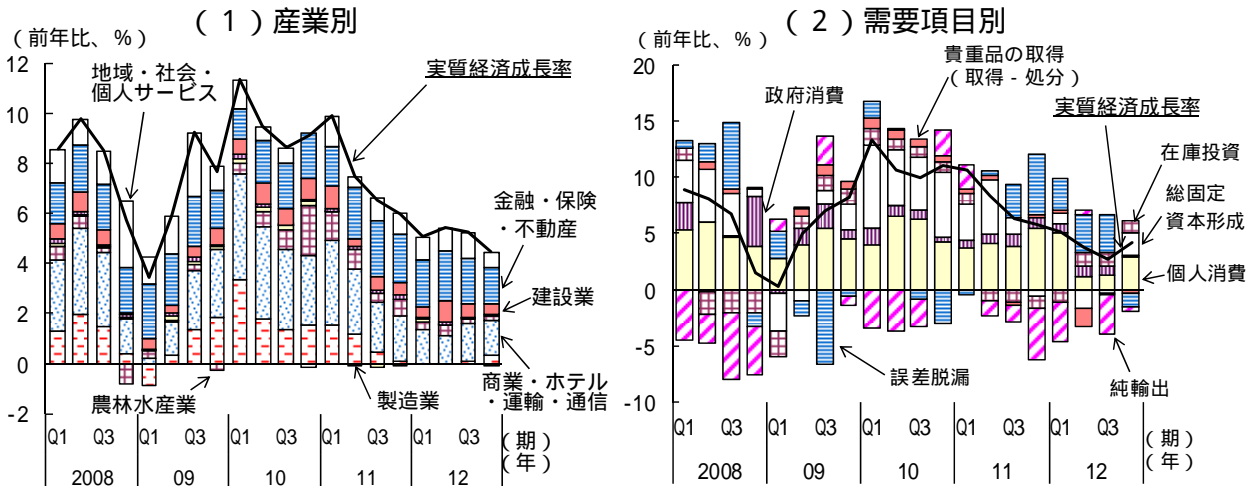 （１）産業別
（前年比、％）
12
10
8
6
4
2
0
-2
地域・社会・
個人サービス
実質経済成長率
金融・保険
・不動産
建設業
商業・ホテル
・運輸・通信
製造業
農林水産業
Q1 Q3 Q1 Q3 Q1 Q3 Q1 Q3 Q1 Q3
（期）
2008 09 10 11 12
（年）
（２）需要項目別
（前年比、％）
20
15
10
5
0
-5
-10
政府消費
貴重品の取得
（取得‐処分）
実質経済成長率
在庫投資
総固定
資本形成
個人消費
純輸出
誤差脱漏
Q1 Q3 Q1 Q3 Q1 Q3 Q1 Q3 Q1 Q3
（期）
2008 09 10 11 12
（年）